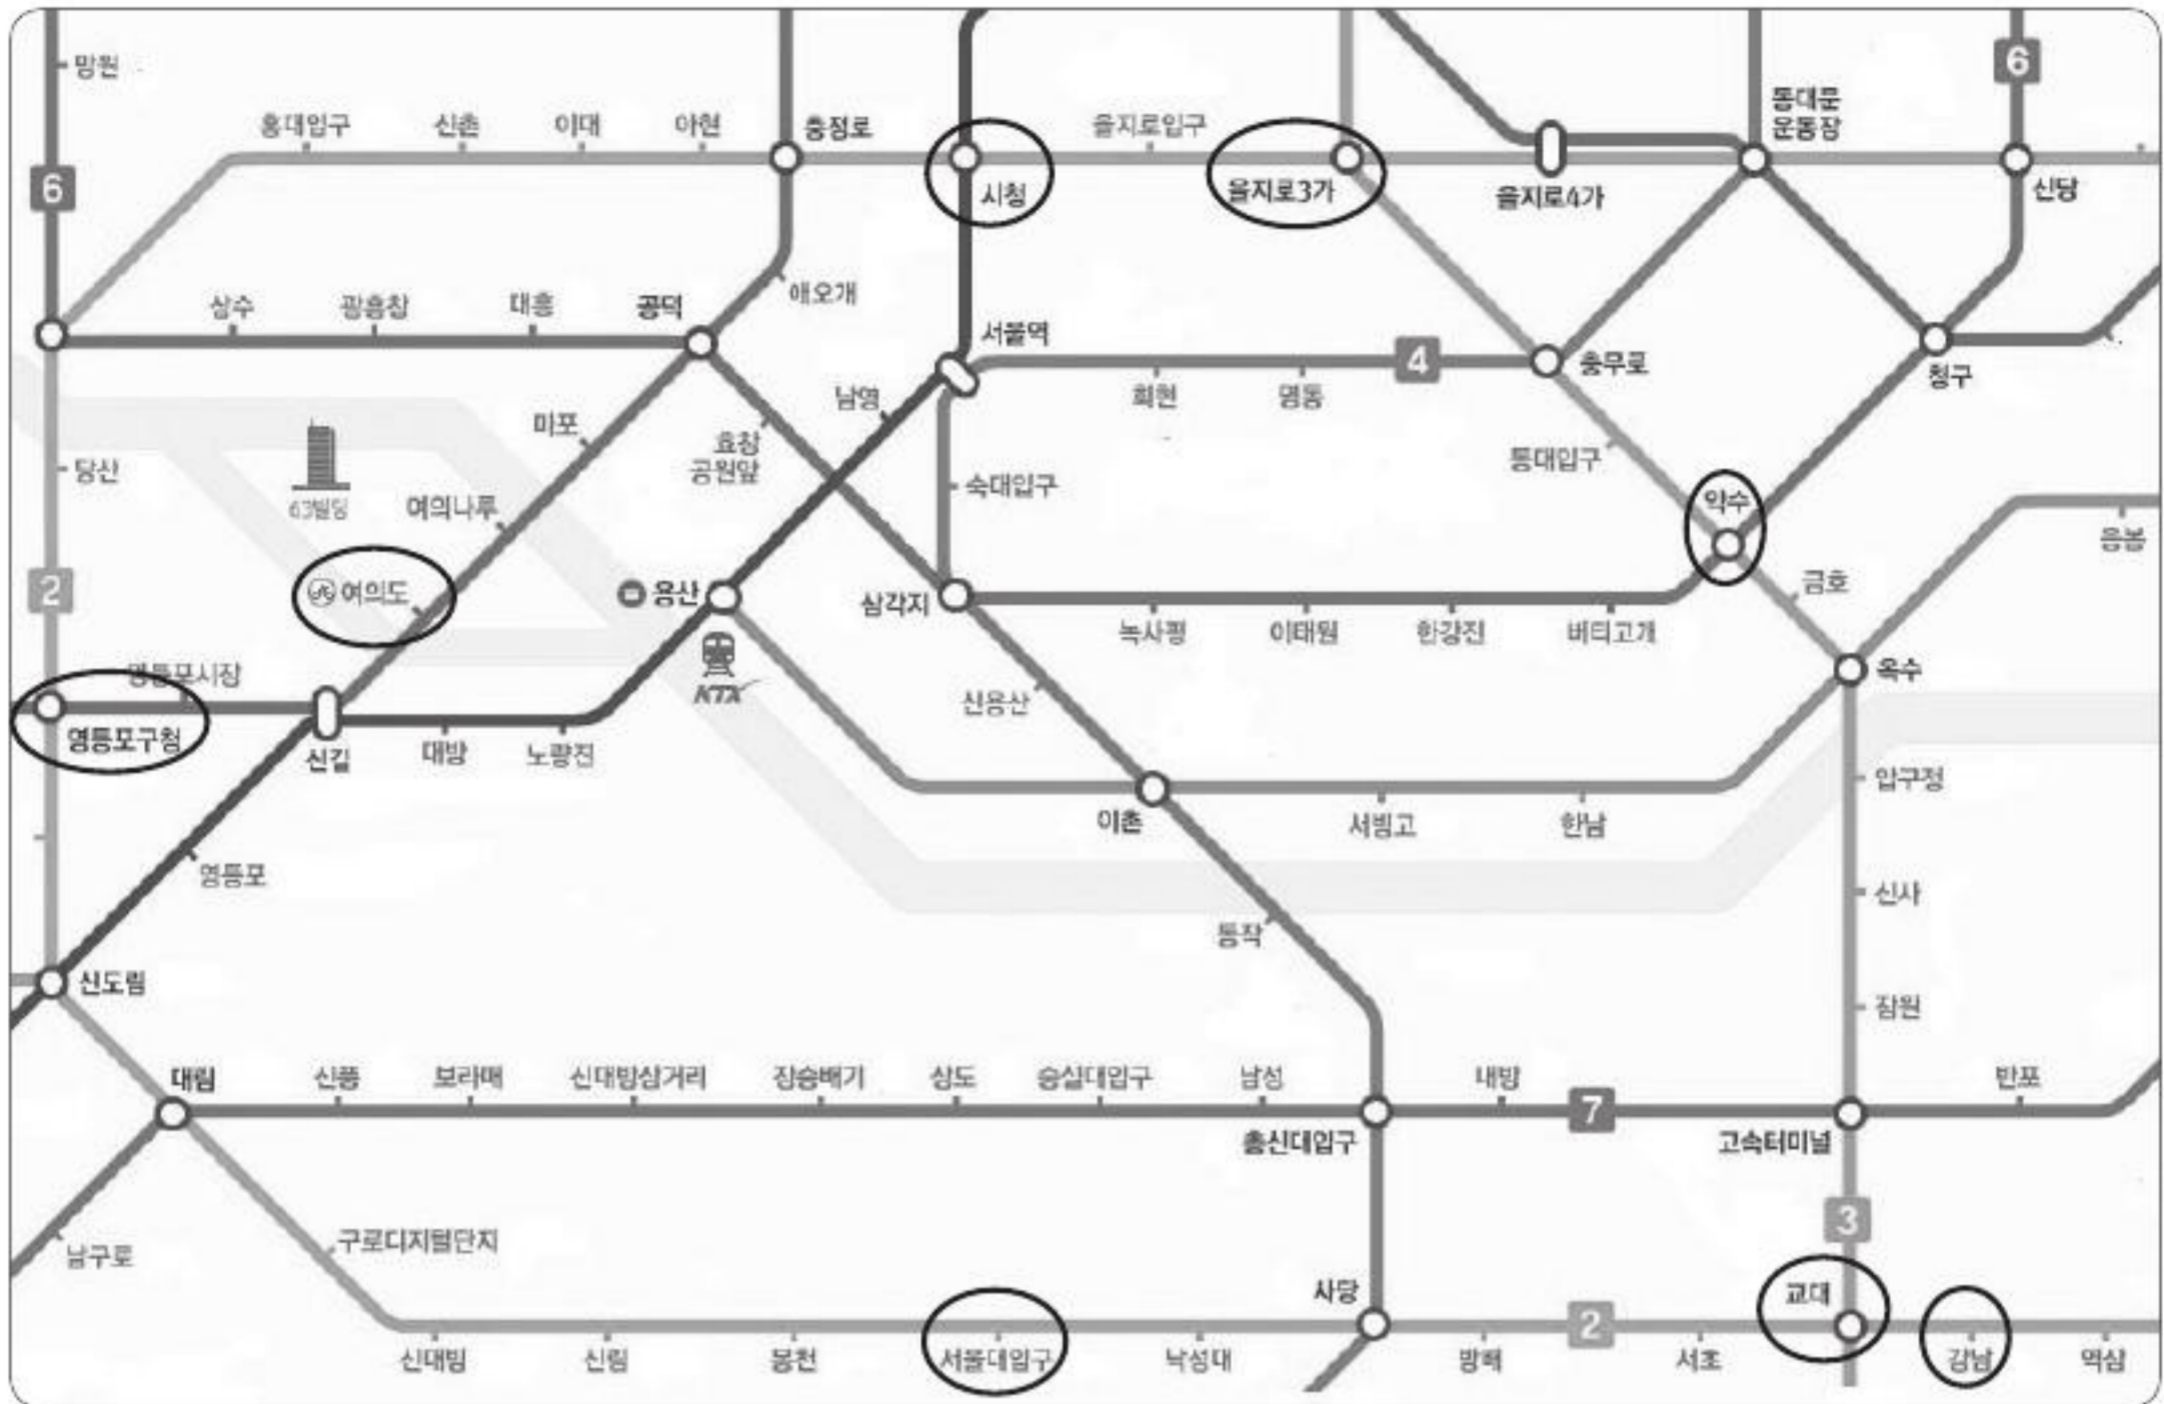 망원
6
동대문
운동장
6
홍대입구
신촌
이대
아현
충정로
을지로입구
시청
을지로3가
을지로4가
신당
상수
광흥창
대흥
공덕
애오개
서울역
4
충무로
청구
회현
명동
남영
마포
효창
공원앞
당산
63빌딩
여의나루
숙대입구
동대입구
약수
응봉
2
여의도
용산
삼각지
녹사평
이태원
한강진
버티고개
금호
옥수
영등포시장
영등포구청
신길
대방
노량진
KTX
신용산
이촌
서빙고
한남
압구정
영등포
신사
동작
신도림
잠원
대림
신풍
보라매
신대방삼거리
장승배기
상도
숭실대입구
남성
내방
반포
7
총신대입구
고속터미널
3
남구로
구로디지털단지
사당
2
교대
신대방
신림
봉천
서울대입구
낙성대
방배
서초
강남
역삼